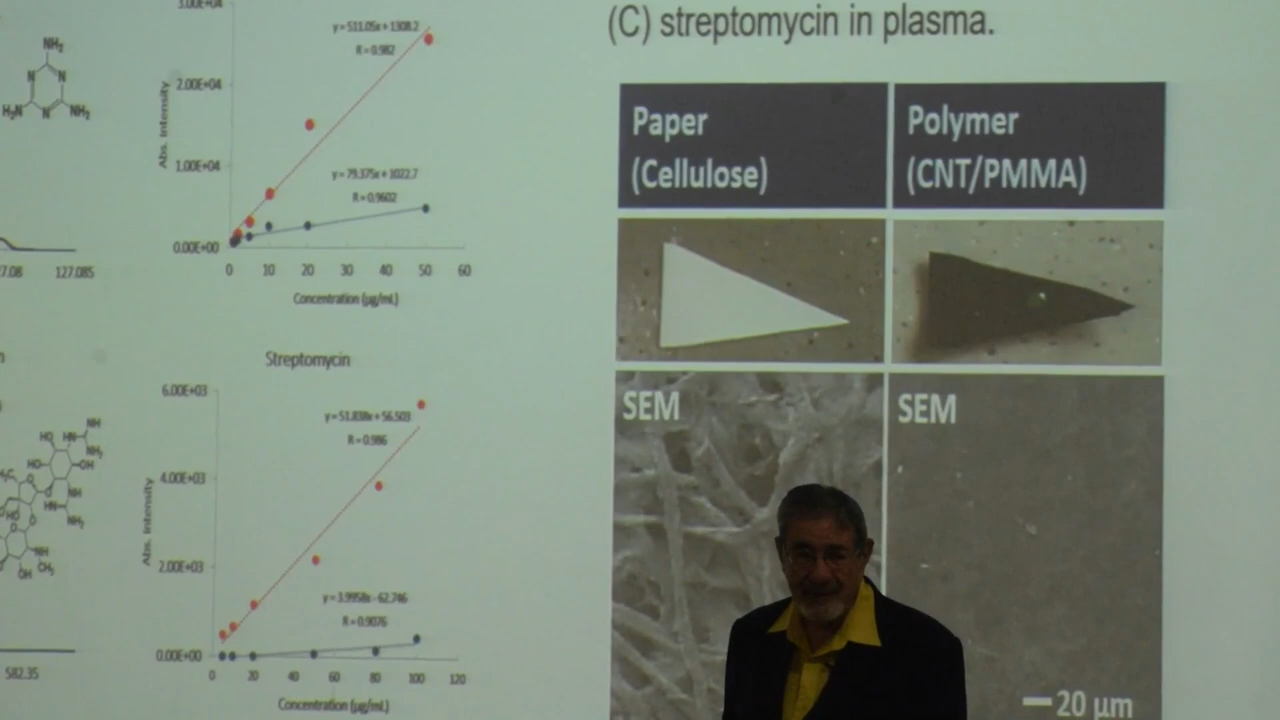 (C) streptomycin in plasma.
NH₂
N N
H₂N N NH₂
127.085
3.00E+04
2.00E+04
1.00E+04
0.00E+00
Abs. Intensity
y = 511.05x + 1308.2
R = 0.982
y = 79.375x + 1022.7
R = 0.9602
0 10 20 30 40 50 60
Concentration (µg/mL)
Streptomycin
6.00E+03
4.00E+03
2.00E+03
0.00E+00
Abs. Intensity
y = 51.838x + 56.503
R = 0.986
y = 3.9958x - 62.746
R = 0.9076
0 20 40 60 80 100 120
Concentration (µg/mL)
582.35
Paper
(Cellulose)
Polymer
(CNT/PMMA)
SEM
SEM
20 µm